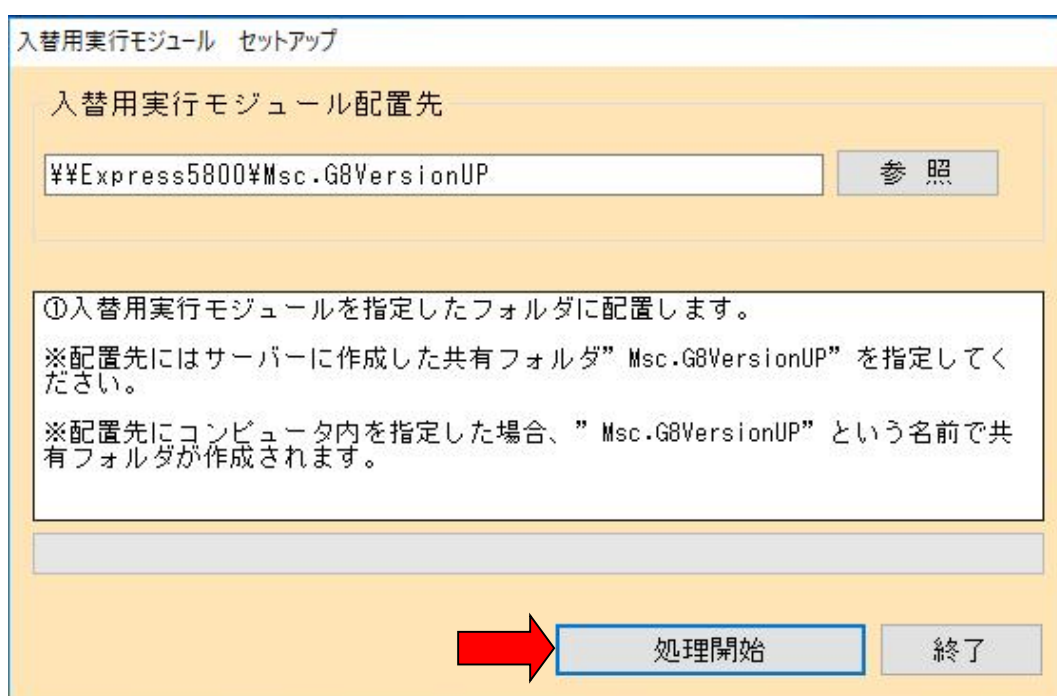 入替用実行モジュール　セットアップ
入替用実行モジュール配置先
¥¥Express5800¥Msc.G8VersionUP
参 照
①入替用実行モジュールを指定したフォルダに配置します。
※配置先にはサーバーに作成した共有フォルダ”Msc.G8VersionUP”を指定してく
ださい。
※配置先にコンピュータ内を指定した場合、”Msc.G8VersionUP”という名前で共
有フォルダが作成されます。
処理開始
終了